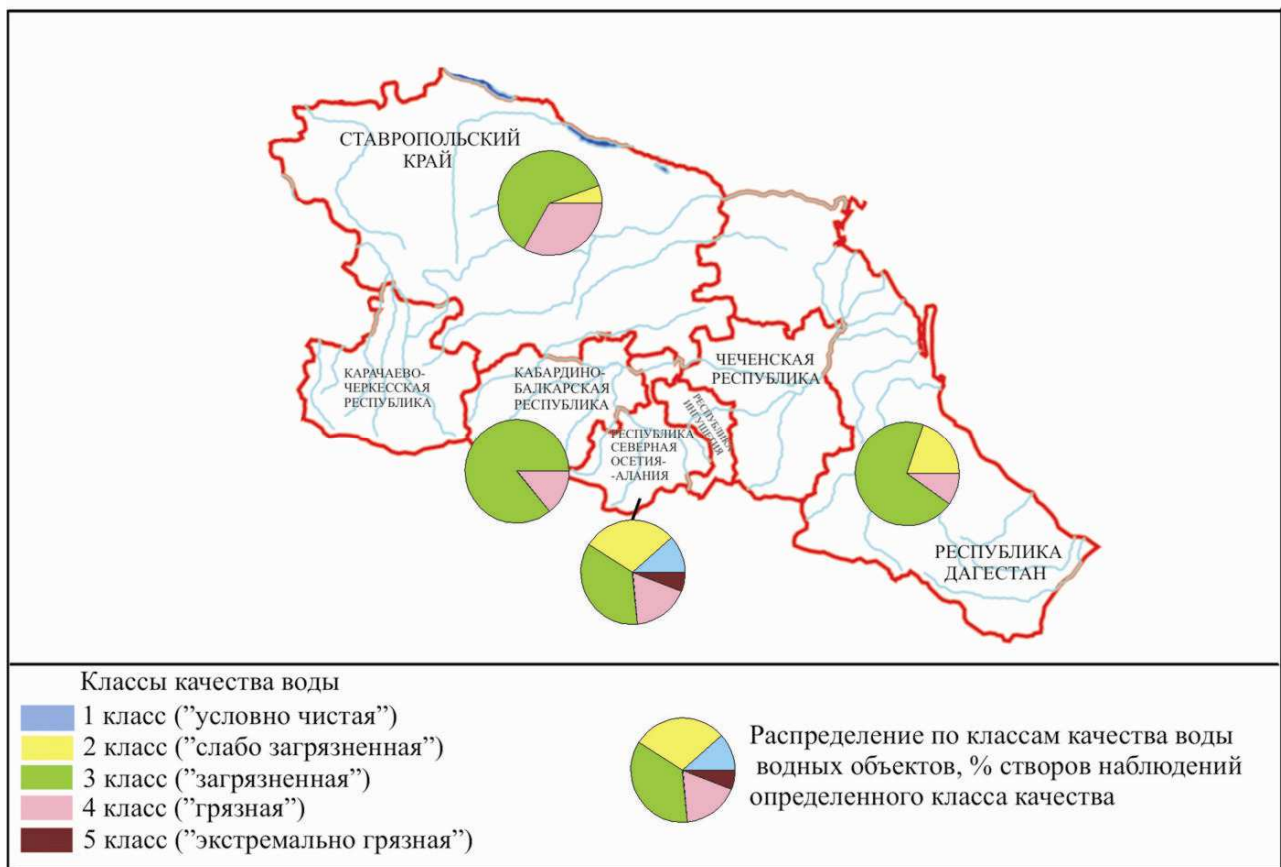 СТАВРОПОЛЬСКИЙ
КРАЙ
КАРАЧАЕВО-
ЧЕРКЕССКАЯ
РЕСПУБЛИКА
КАБАРДИНО-
БАЛКАРСКАЯ
РЕСПУБЛИКА
РЕСПУБЛИКА
СЕВЕРНАЯ
ОСЕТИЯ-
-АЛАНИЯ
РЕСПУБЛИКА
ИНГУШЕТИЯ
ЧЕЧЕНСКАЯ
РЕСПУБЛИКА
РЕСПУБЛИКА
ДАГЕСТАН
Классы качества воды
1 класс ("условно чистая")
2 класс ("слабо загрязненная")
3 класс ("загрязненная")
4 класс ("грязная")
5 класс ("экстремально грязная")
Распределение по классам качества воды
водных объектов, % створов наблюдений
определенного класса качества